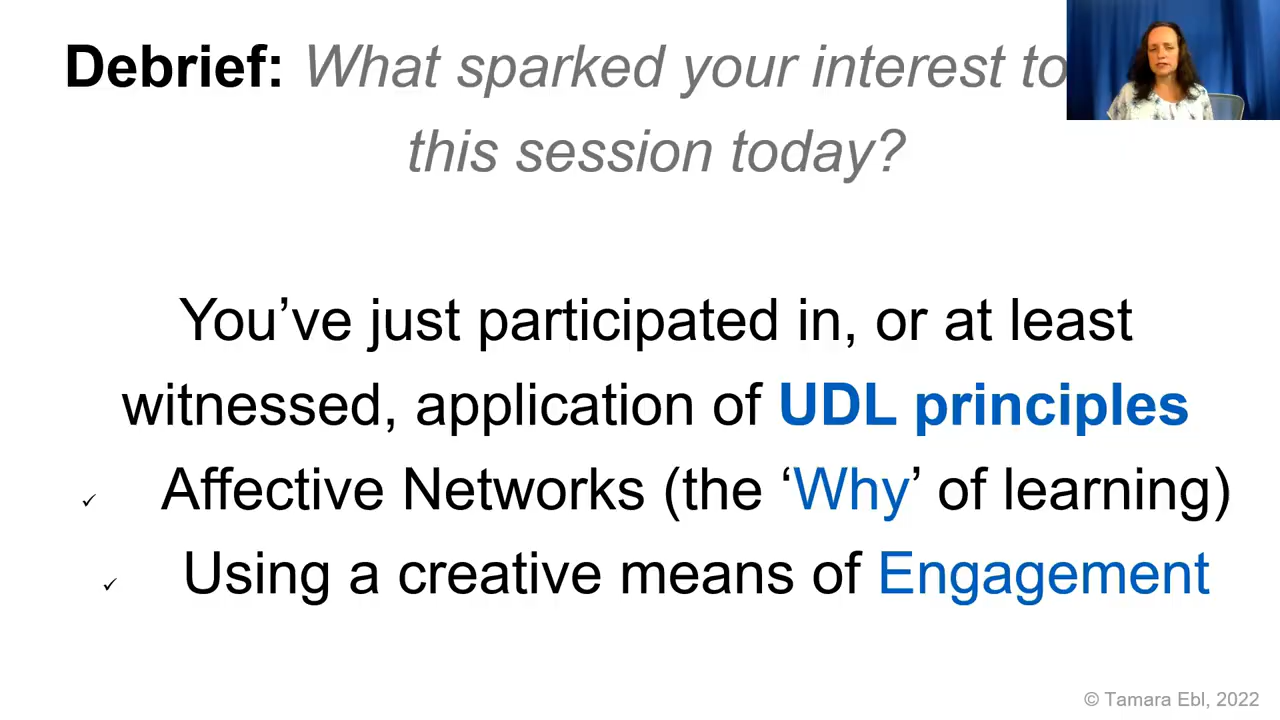 Debrief: What sparked your interest to
this session today?
You’ve just participated in, or at least
witnessed, application of UDL principles
✓ Affective Networks (the ‘Why’ of learning)
✓ Using a creative means of Engagement
© Tamara Ebl, 2022